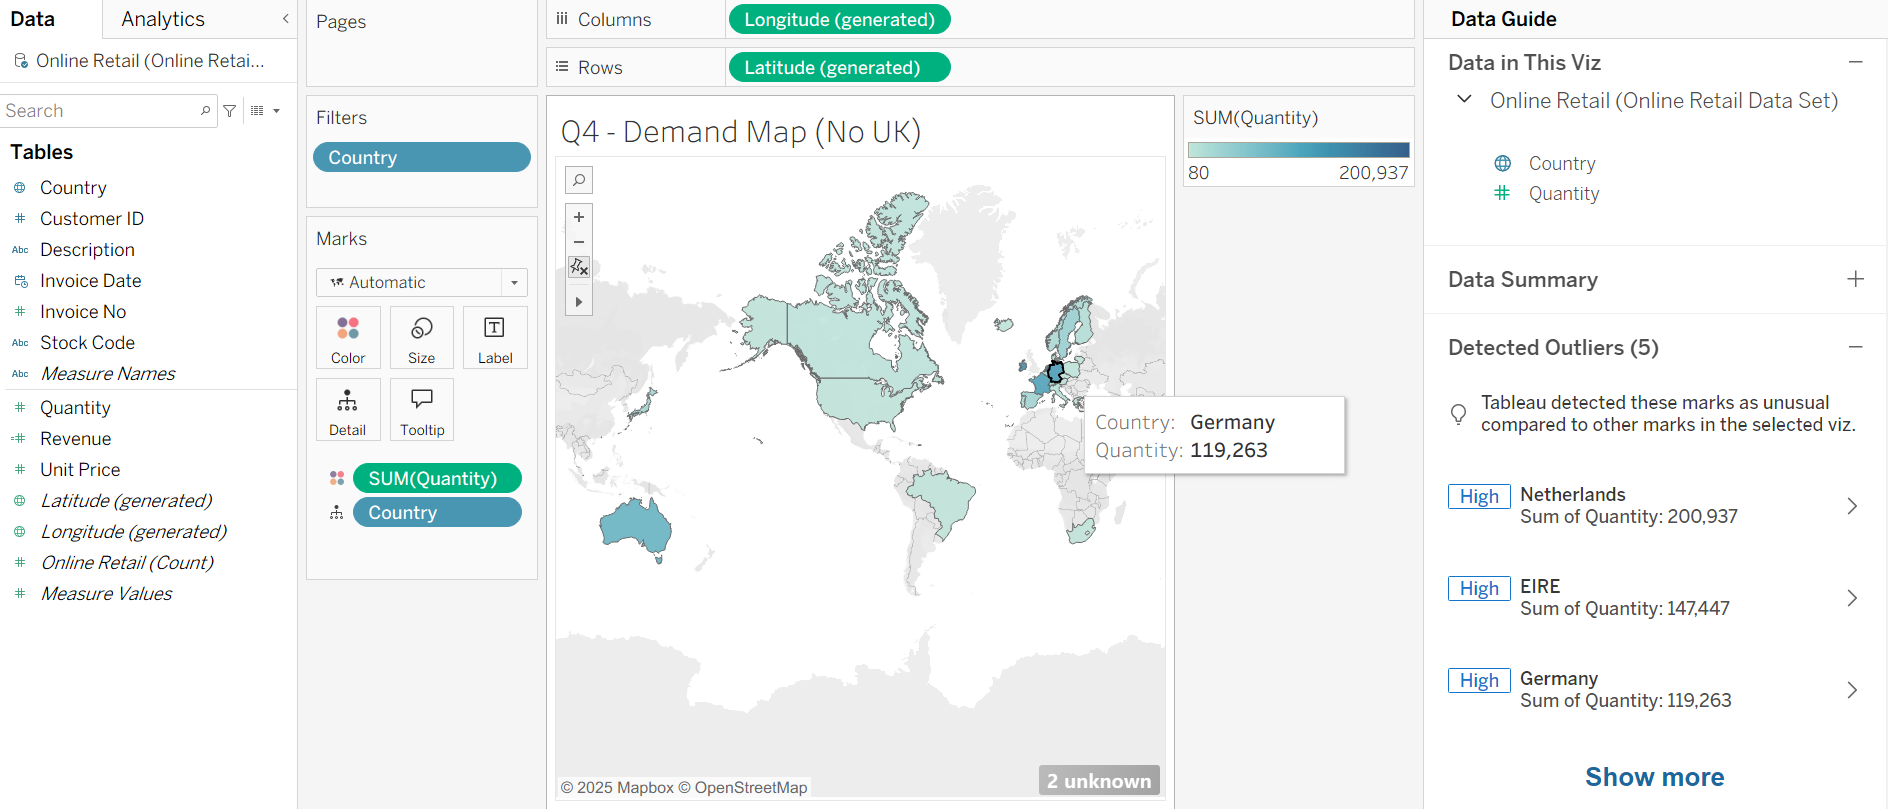 Data
Analytics
Online Retail (Online Retai...
Search
Tables
Country
Customer ID
Abc Description
Invoice Date
Invoice No
Abc Stock Code
Abc Measure Names
Quantity
Revenue
Unit Price
Latitude (generated)
Longitude (generated)
Online Retail (Count)
Measure Values
Pages
Filters
Country
Marks
Automatic
Color
Size
Label
Detail
Tooltip
SUM(Quantity)
Country
Columns
Longitude (generated)
Rows
Latitude (generated)
Q4 - Demand Map (No UK)
Country: Germany
Quantity: 119,263
© 2025 Mapbox © OpenStreetMap
2 unknown
SUM(Quantity)
80
200,937
Data Guide
Data in This Viz
Online Retail (Online Retail Data Set)
Country
Quantity
Data Summary
Detected Outliers (5)
Tableau detected these marks as unusual
compared to other marks in the selected viz.
High Netherlands
Sum of Quantity: 200,937
High EIRE
Sum of Quantity: 147,447
High Germany
Sum of Quantity: 119,263
Show more